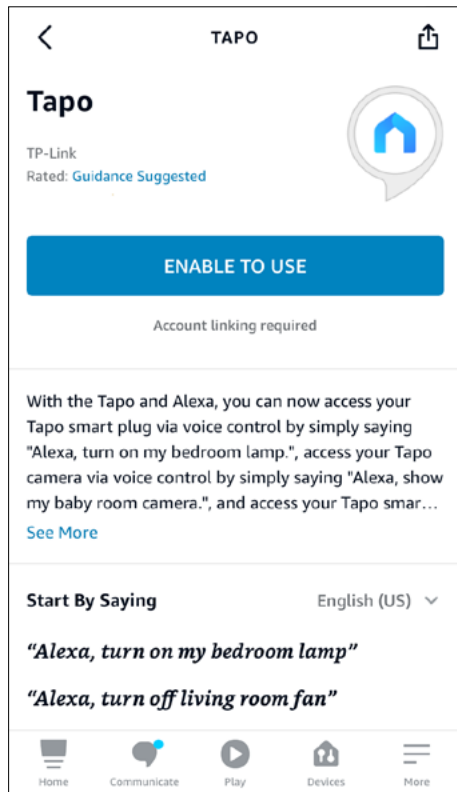 TAPO
Tapo
TP-Link
Rated: Guidance Suggested
ENABLE TO USE
Account linking required
With the Tapo and Alexa, you can now access your
Tapo smart plug via voice control by simply saying
"Alexa, turn on my bedroom lamp.", access your Tapo
camera via voice control by simply saying "Alexa, show
my baby room camera.", and access your Tapo smar...
See More
Start By Saying English (US)
“Alexa, turn on my bedroom lamp”
“Alexa, turn off living room fan”
Home Communicate Play Devices More